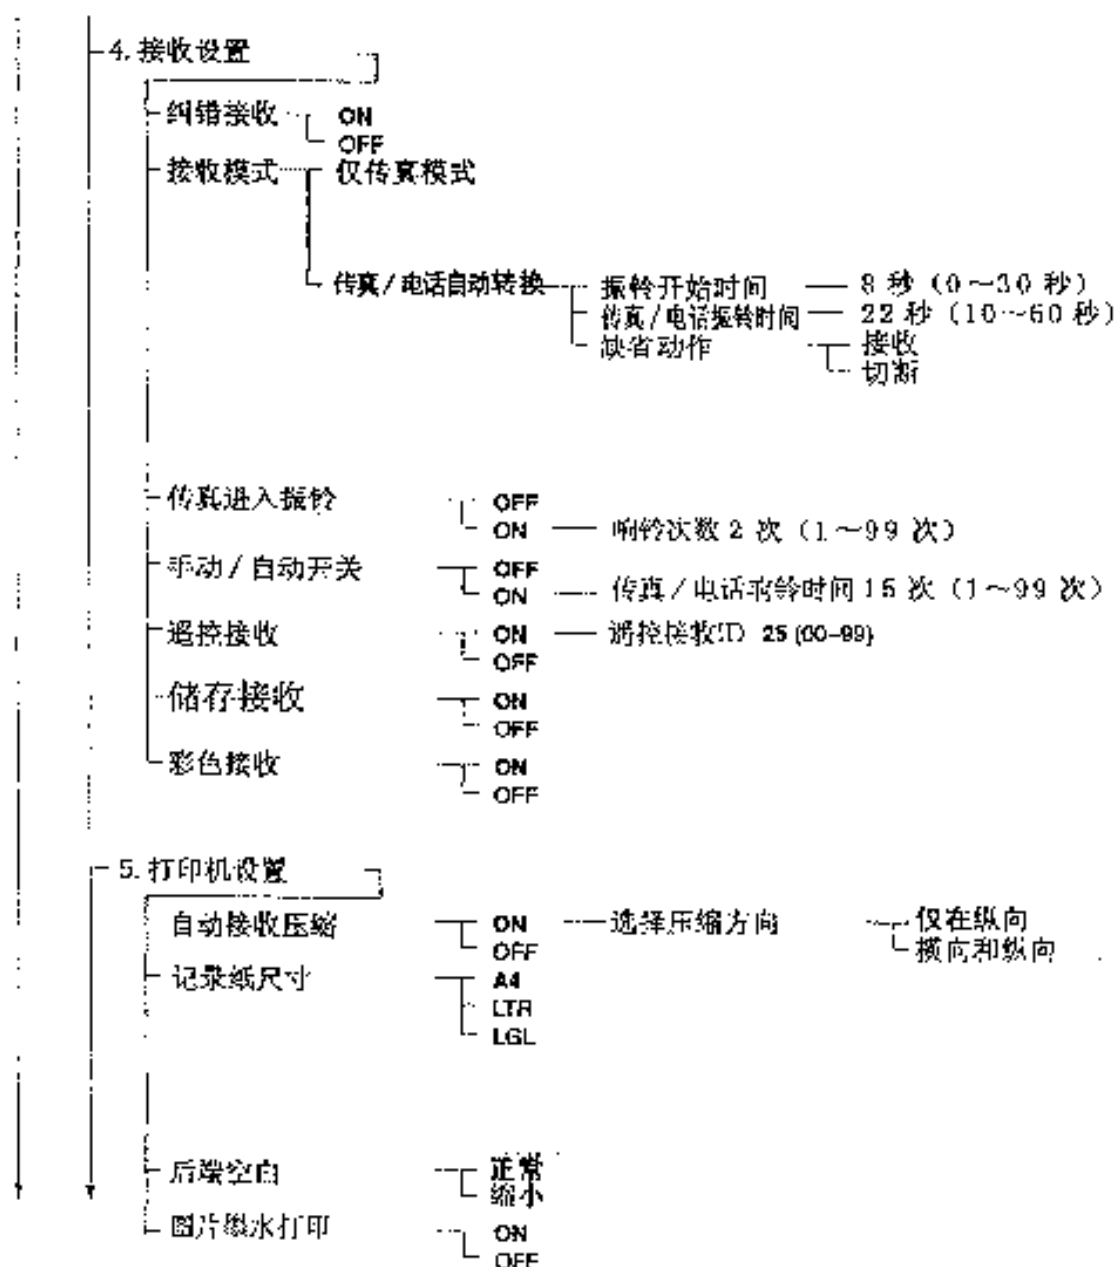 4. 接收设置
纠错接收 ON
OFF
接收模式 仅传真模式
传真/电话自动转换 振铃开始时间 8 秒 (0~30 秒)
传真/电话振铃时间 22 秒 (10~60 秒)
缺省动作 接收
切断
传真进入振铃 OFF
ON 响铃次数 2 次 (1~99 次)
手动/自动开关 OFF
ON 传真/电话 铃时间 15 次 (1~99 次)
遥控接收 ON 遥控接收ID 25 (00-99)
OFF
储存接收 ON
OFF
彩色接收 ON
OFF
5. 打印机设置
自动接收压缩 ON 选择压缩方向 仅在纵向
OFF 横向和纵向
记录纸尺寸 A4
LTR
LGL
后端空白 正常
缩小
图片 水打印 ON
OFF